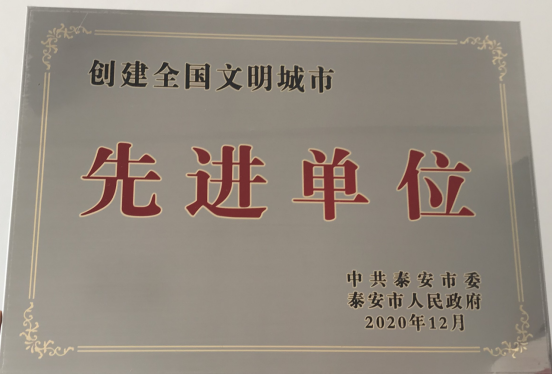 创建全国文明城市
先进单位
中共泰安市委
泰安市人民政府
2020年12月